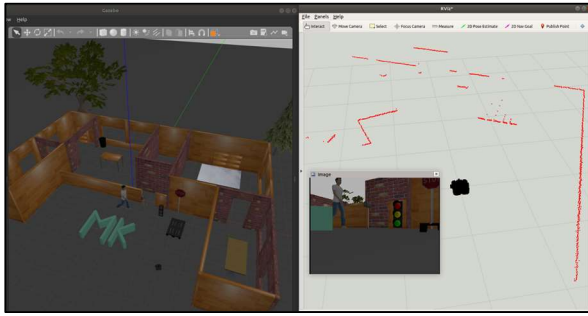 Gazebo
Help
MK
RViz*
File Panels Help
Interact Move Camera Select Focus Camera Measure 2D Pose Estimate 2D Nav Goal Publish Point
Image